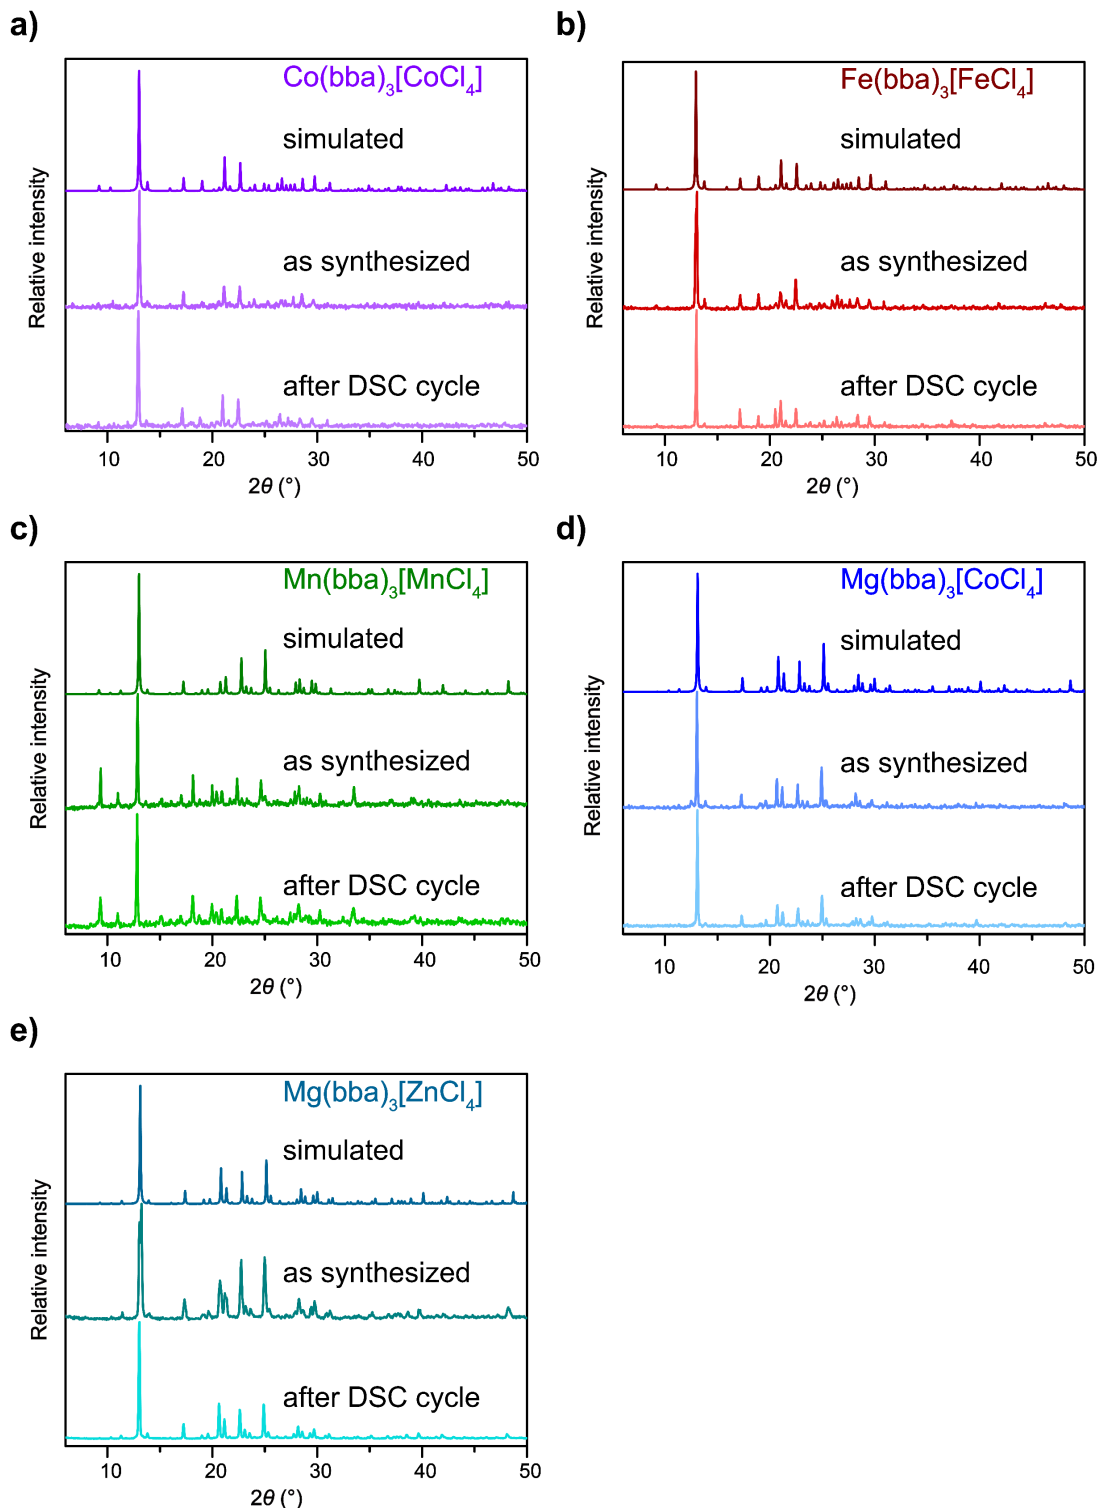 a)
Co(bba)₃[CoCl₄]
simulated
as synthesized
after DSC cycle
Relative intensity
10 20 30 40 50
2θ (°)
b)
Fe(bba)₃[FeCl₄]
simulated
as synthesized
after DSC cycle
Relative intensity
10 20 30 40 50
2θ (°)
c)
Mn(bba)₃[MnCl₄]
simulated
as synthesized
after DSC cycle
Relative intensity
10 20 30 40 50
2θ (°)
d)
Mg(bba)₃[CoCl₄]
simulated
as synthesized
after DSC cycle
Relative intensity
10 20 30 40 50
2θ (°)
e)
Mg(bba)₃[ZnCl₄]
simulated
as synthesized
after DSC cycle
Relative intensity
10 20 30 40 50
2θ (°)